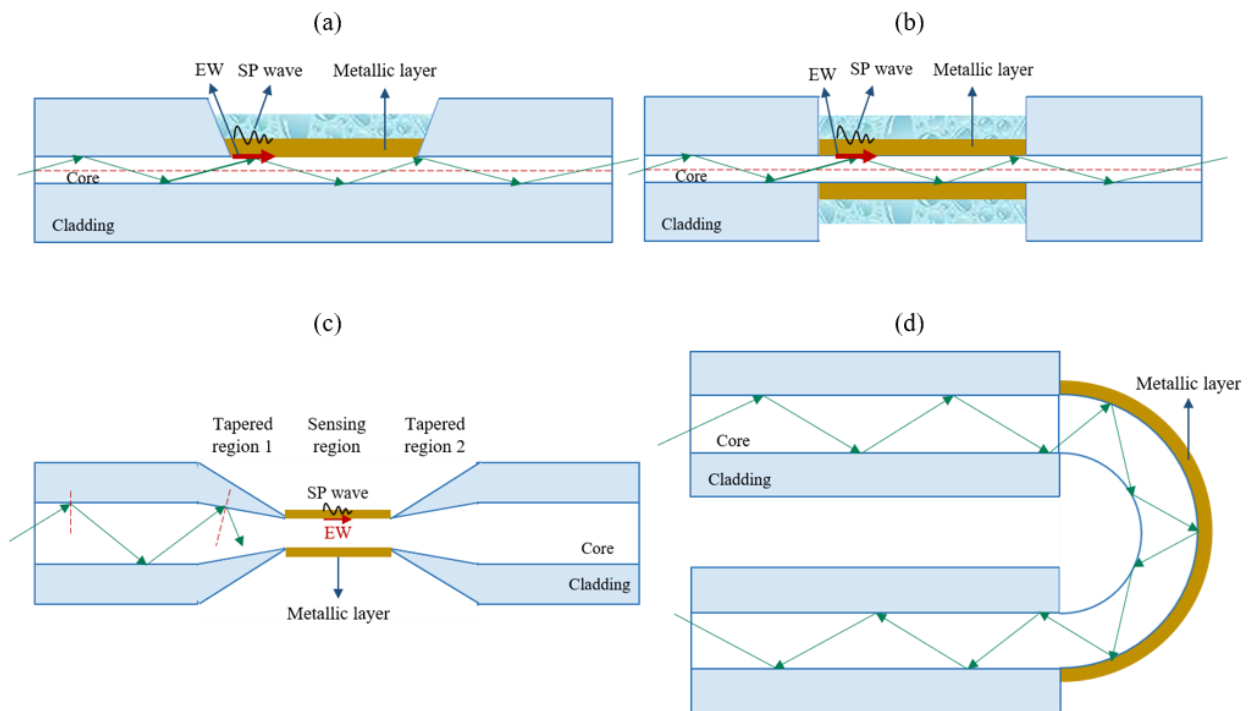 (a)
EW
SP wave
Metallic layer
Core
Cladding
(b)
EW
SP wave
Metallic layer
Core
Cladding
(c)
Tapered
region 1
Sensing
region
Tapered
region 2
SP wave
EW
Core
Cladding
Metallic layer
(d)
Metallic layer
Core
Cladding